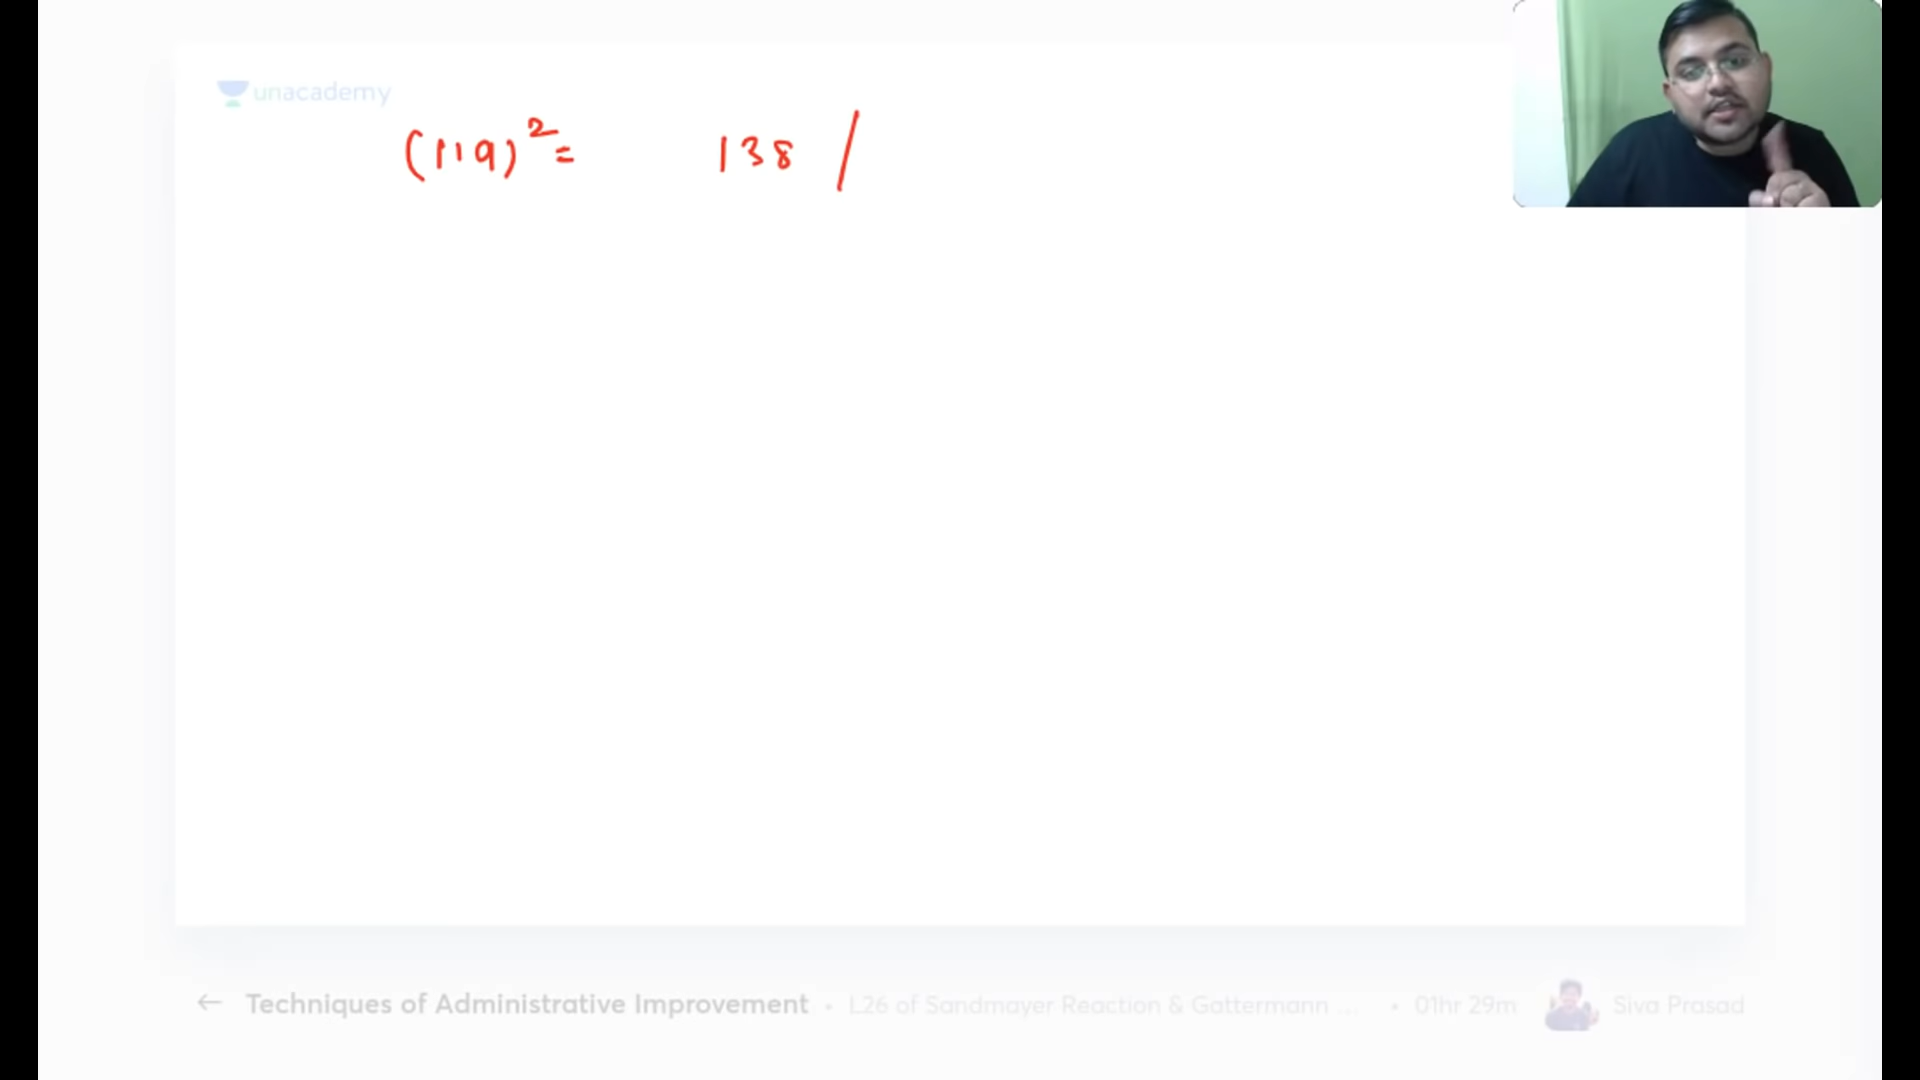 unacademy
(119)² = 138 /
← Techniques of Administrative Improvement • L26 of Sandmayer Reaction & Gattermann ... • 01hr 29m Siva Prasad